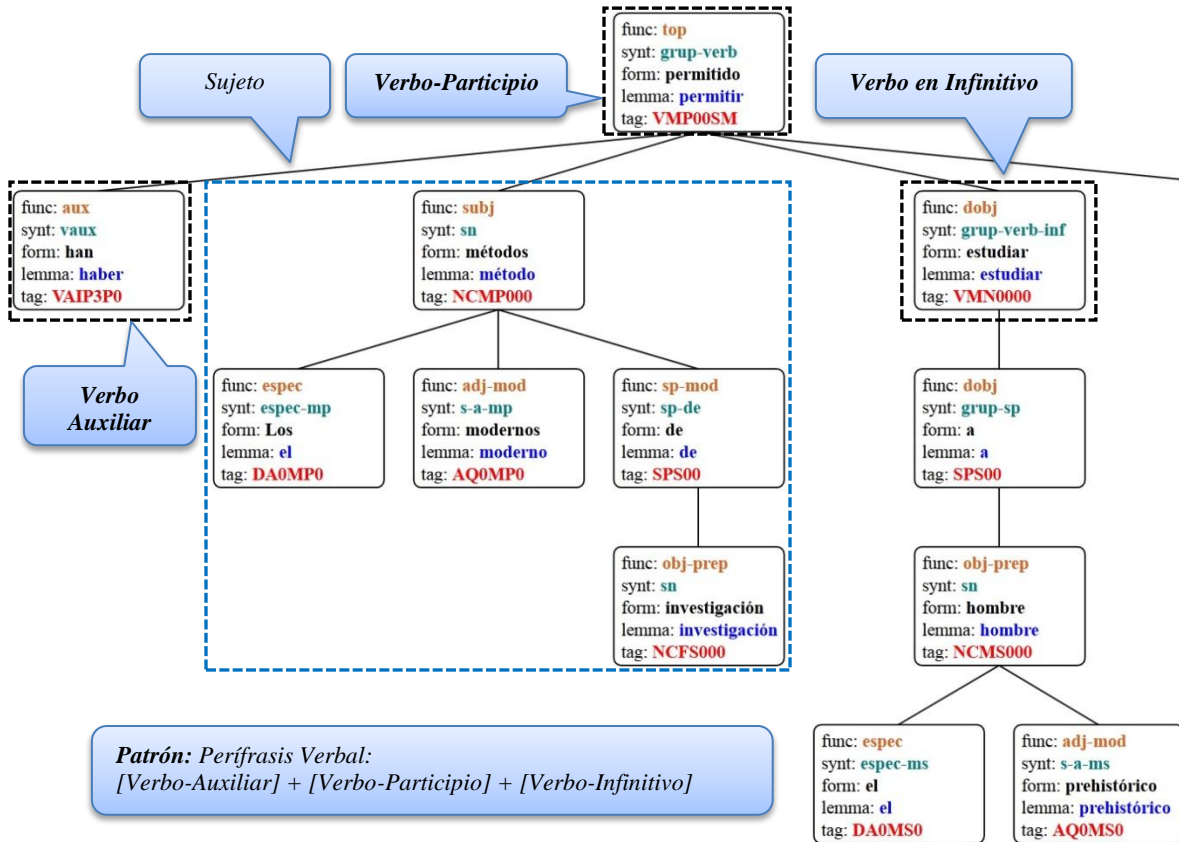 func: top
synt: grup-verb
form: permitido
lemma: permitir
tag: VMP00SM
Sujeto
Verbo-Participio
Verbo en Infinitivo
func: aux
synt: vaux
form: han
lemma: haber
tag: VAIP3P0
func: subj
synt: sn
form: métodos
lemma: método
tag: NCMP000
func: dobj
synt: grup-verb-inf
form: estudiar
lemma: estudiar
tag: VMN0000
Verbo
Auxiliar
func: espec
synt: espec-mp
form: Los
lemma: el
tag: DA0MP0
func: adj-mod
synt: s-a-mp
form: modernos
lemma: moderno
tag: AQ0MP0
func: sp-mod
synt: sp-de
form: de
lemma: de
tag: SPS00
func: dobj
synt: grup-sp
form: a
lemma: a
tag: SPS00
func: obj-prep
synt: sn
form: investigación
lemma: investigación
tag: NCFS000
func: obj-prep
synt: sn
form: hombre
lemma: hombre
tag: NCMS000
Patrón: Perífrasis Verbal:
[Verbo-Auxiliar] + [Verbo-Participio] + [Verbo-Infinitivo]
func: espec
synt: espec-ms
form: el
lemma: el
tag: DA0MS0
func: adj-mod
synt: s-a-ms
form: prehistórico
lemma: prehistórico
tag: AQ0MS0